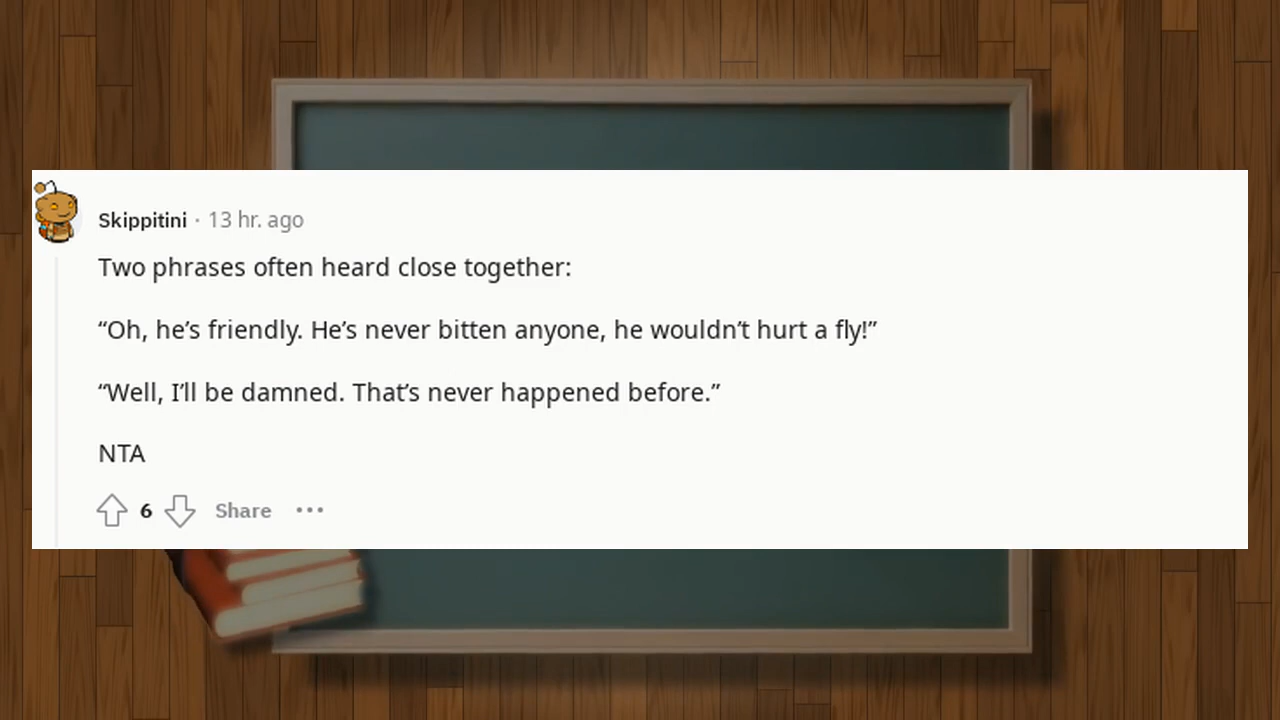 Skippitini · 13 hr. ago
Two phrases often heard close together:
“Oh, he’s friendly. He’s never bitten anyone, he wouldn’t hurt a fly!”
“Well, I’ll be damned. That’s never happened before.”
NTA
6 Share •••